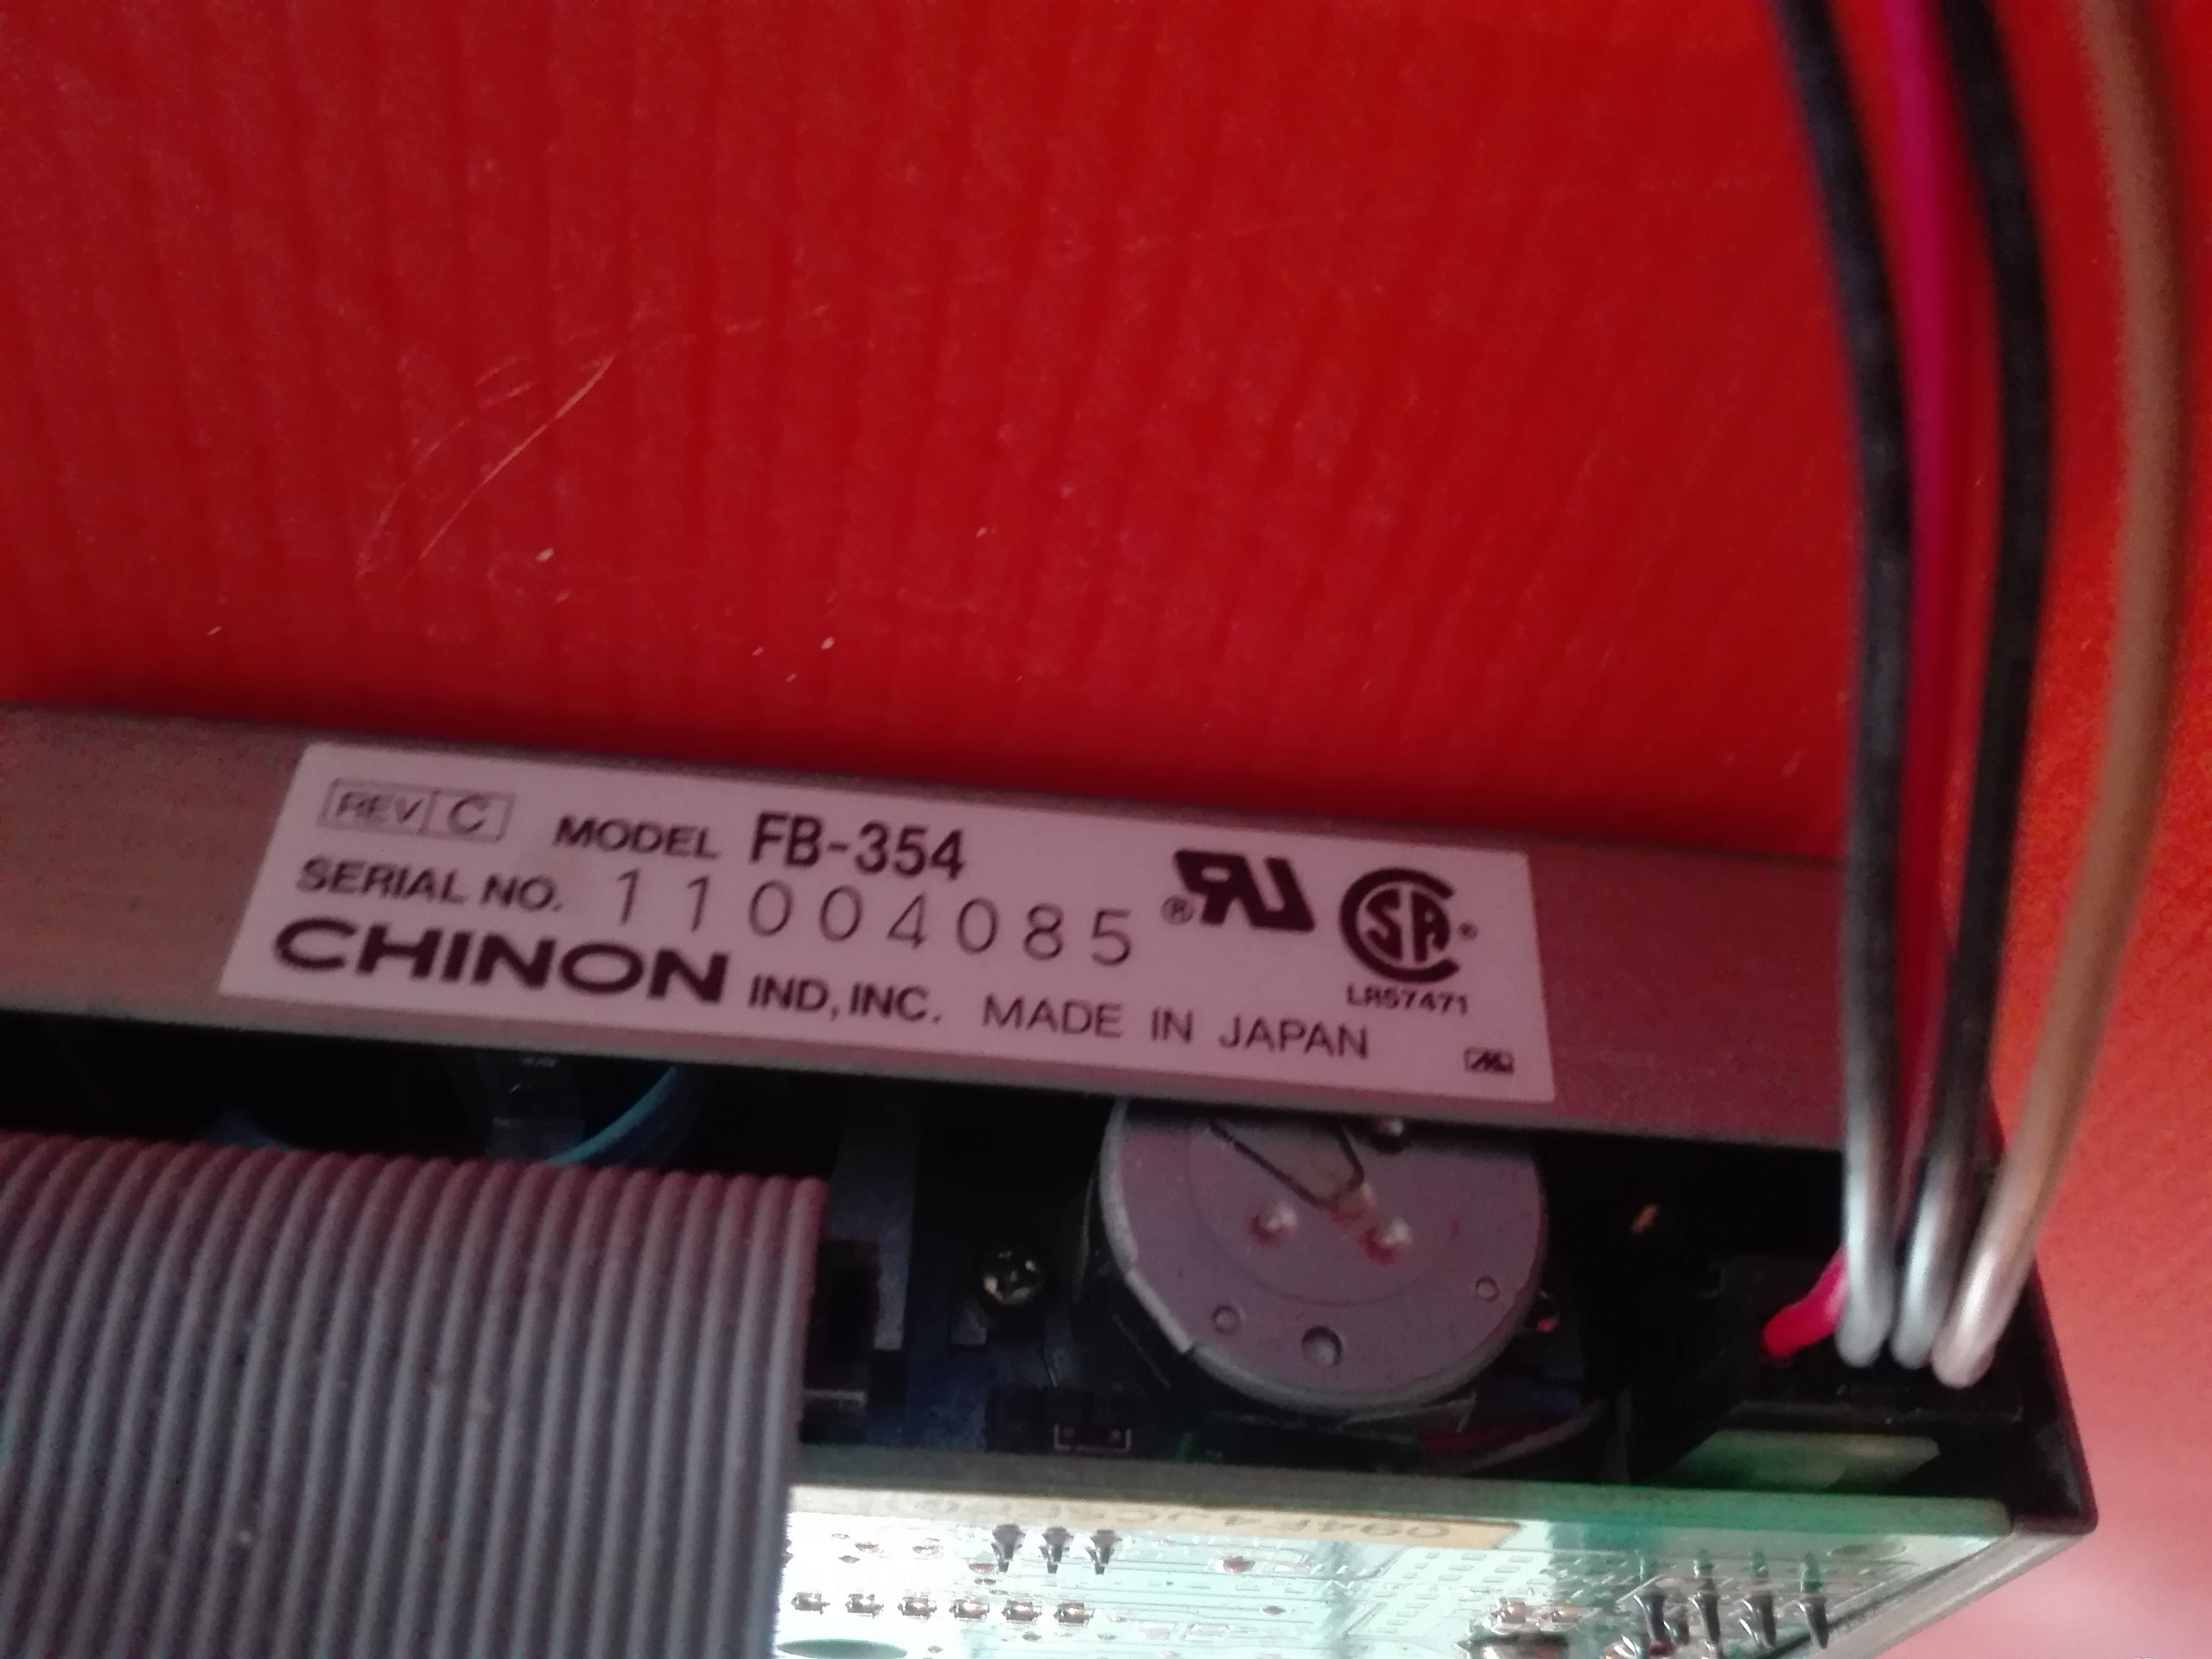 REV C MODEL FB-354
SERIAL NO. 11004085
CHINON IND, INC. MADE IN JAPAN
LR57471